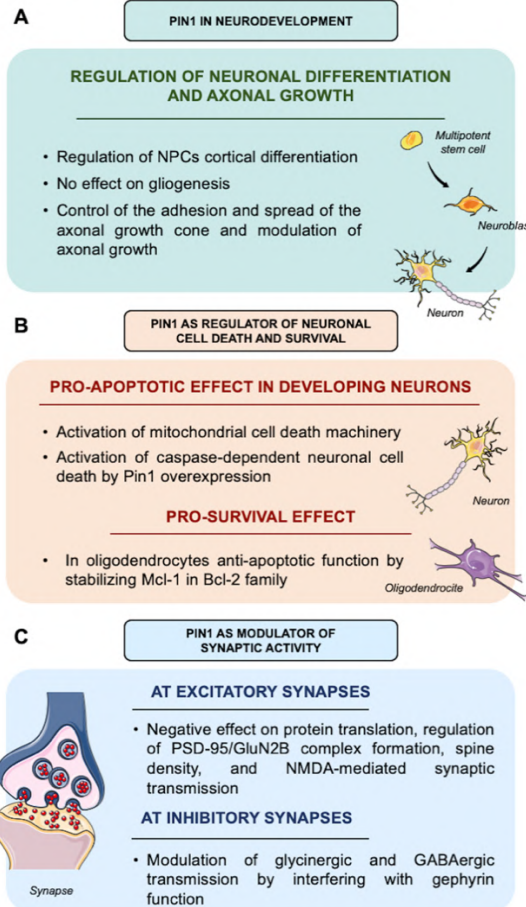 A
PIN1 IN NEURODEVELOPMENT
REGULATION OF NEURONAL DIFFERENTIATION
AND AXONAL GROWTH
• Regulation of NPCs cortical differentiation
• No effect on gliogenesis
• Control of the adhesion and spread of the
axonal growth cone and modulation of
axonal growth
Multipotent
stem cell
Neuroblas
Neuron
B
PIN1 AS REGULATOR OF NEURONAL
CELL DEATH AND SURVIVAL
PRO-APOPTOTIC EFFECT IN DEVELOPING NEURONS
• Activation of mitochondrial cell death machinery
• Activation of caspase-dependent neuronal cell
death by Pin1 overexpression
Neuron
PRO-SURVIVAL EFFECT
• In oligodendrocytes anti-apoptotic function by
stabilizing Mcl-1 in Bcl-2 family
Oligodendrocite
C
PIN1 AS MODULATOR OF
SYNAPTIC ACTIVITY
AT EXCITATORY SYNAPSES
• Negative effect on protein translation, regulation
of PSD-95/GluN2B complex formation, spine
density, and NMDA-mediated synaptic
transmission
AT INHIBITORY SYNAPSES
• Modulation of glycinergic and GABAergic
transmission by interfering with gephyrin
function
Synapse